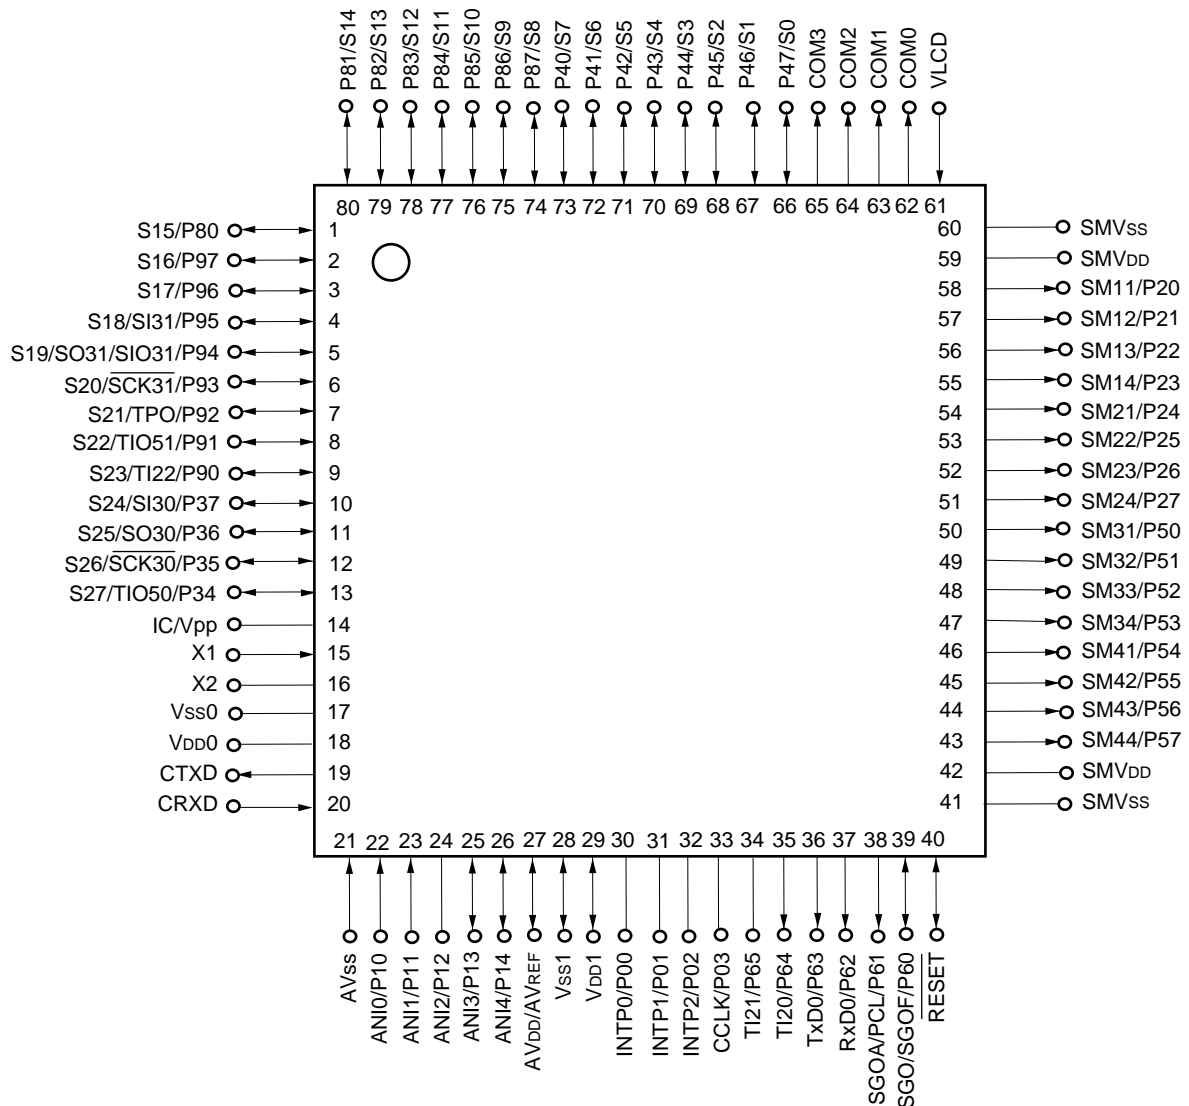 P81/S14
P82/S13
P83/S12
P84/S11
P85/S10
P86/S9
P87/S8
P40/S7
P41/S6
P42/S5
P43/S4
P44/S3
P45/S2
P46/S1
P47/S0
COM3
COM2
COM1
COM0
VLCD
80 79 78 77 76 75 74 73 72 71 70 69 68 67 66 65 64 63 62 61
S15/P80 1
S16/P97 2
S17/P96 3
S18/SI31/P95 4
S19/SO31/SIO31/P94 5
S20/SCK31/P93 6
S21/TPO/P92 7
S22/TIO51/P91 8
S23/TI22/P90 9
S24/SI30/P37 10
S25/SO30/P36 11
S26/SCK30/P35 12
S27/TIO50/P34 13
IC/Vpp 14
X1 15
X2 16
VSS0 17
VDD0 18
CTXD 19
CRXD 20
60 SMVSS
59 SMVDD
58 SM11/P20
57 SM12/P21
56 SM13/P22
55 SM14/P23
54 SM21/P24
53 SM22/P25
52 SM23/P26
51 SM24/P27
50 SM31/P50
49 SM32/P51
48 SM33/P52
47 SM34/P53
46 SM41/P54
45 SM42/P55
44 SM43/P56
43 SM44/P57
42 SMVDD
41 SMVSS
21 22 23 24 25 26 27 28 29 30 31 32 33 34 35 36 37 38 39 40
AVSS
ANI0/P10
ANI1/P11
ANI2/P12
ANI3/P13
ANI4/P14
AVDD/AVREF
VSS1
VDD1
INTP0/P00
INTP1/P01
INTP2/P02
CCLK/P03
TI21/P65
TI20/P64
TxD0/P63
RxD0/P62
SGOA/PCL/P61
SGO/SGOF/P60
RESET